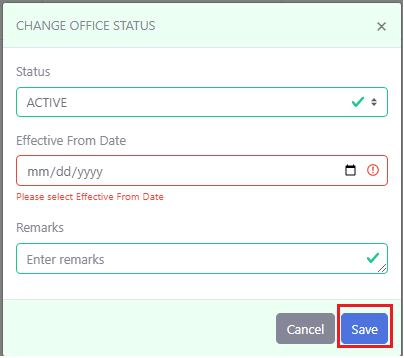 CHANGE OFFICE STATUS ×
Status
ACTIVE
Effective From Date
mm/dd/yyyy
Please select Effective From Date
Remarks
Enter remarks
Cancel Save